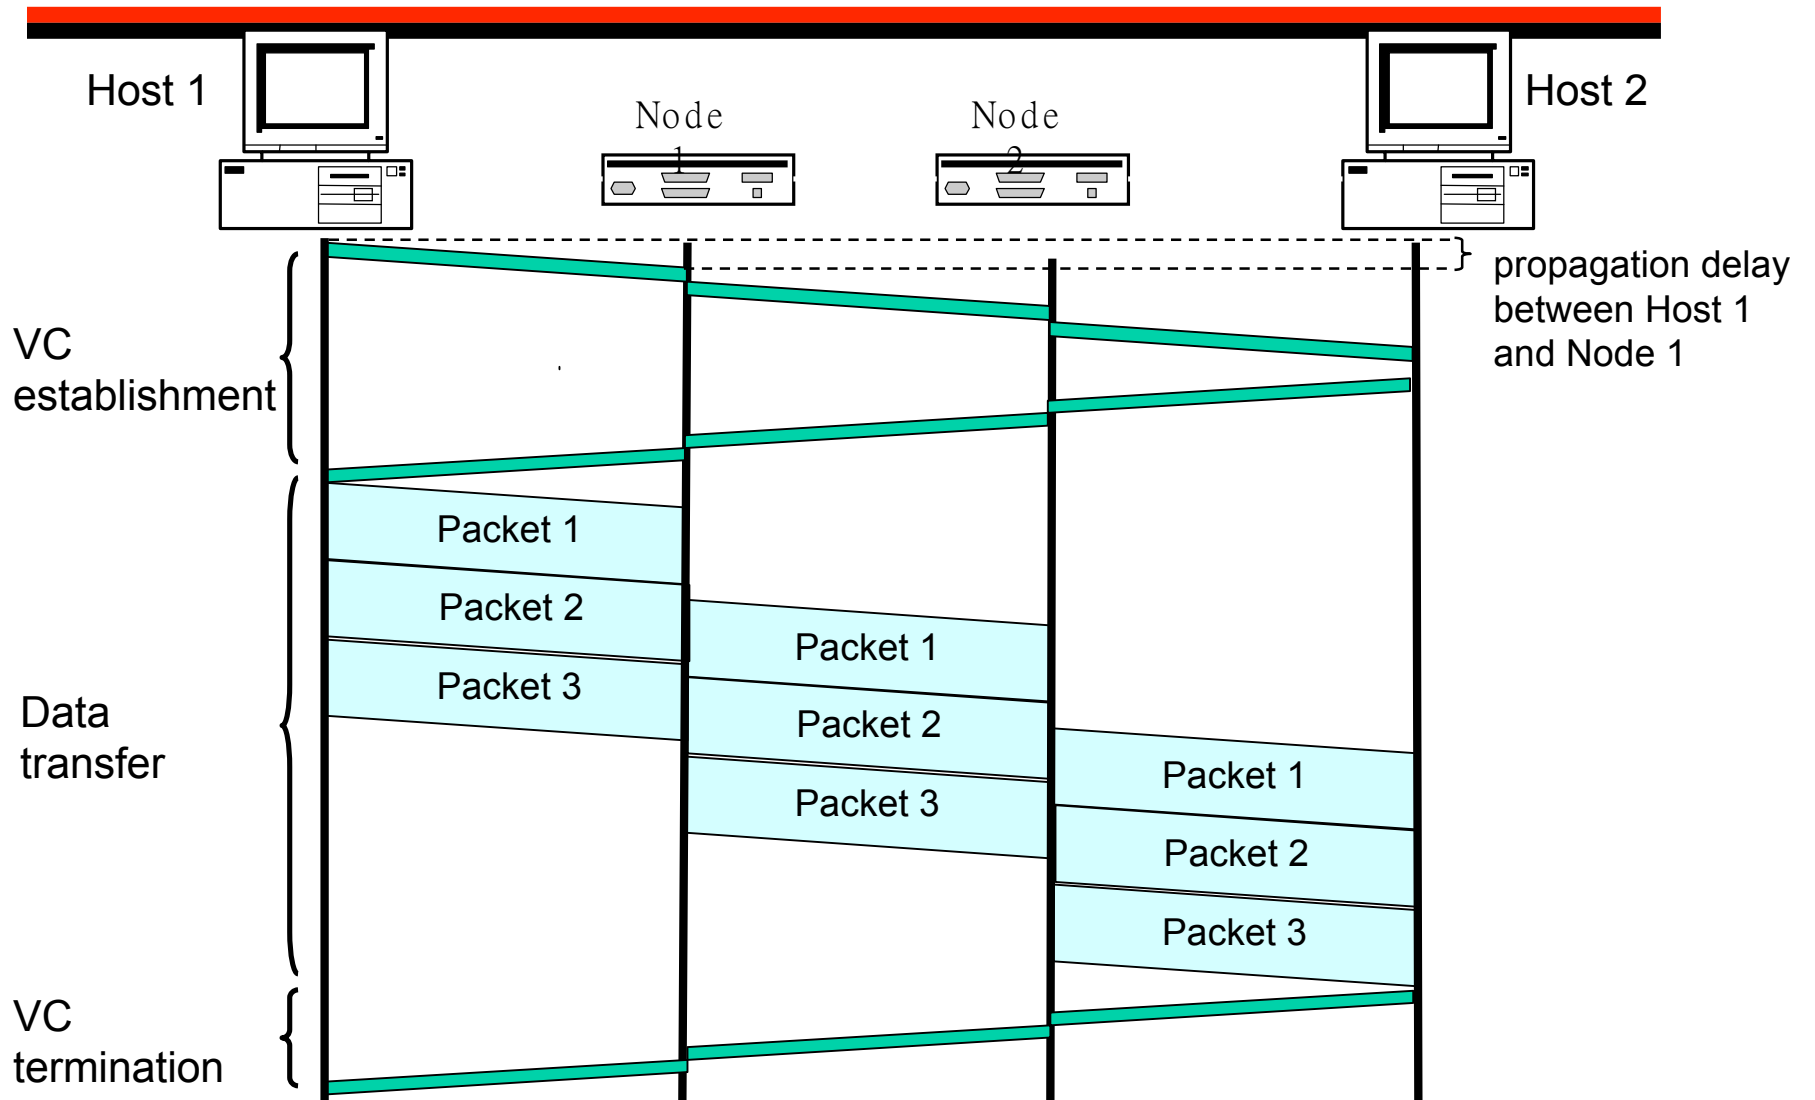 Host 1
Node
1
Node
2
Host 2
propagation delay
between Host 1
and Node 1
VC
establishment
Packet 1
Packet 2
Packet 3
Packet 1
Packet 2
Packet 3
Packet 1
Packet 2
Packet 3
Data
transfer
VC
termination